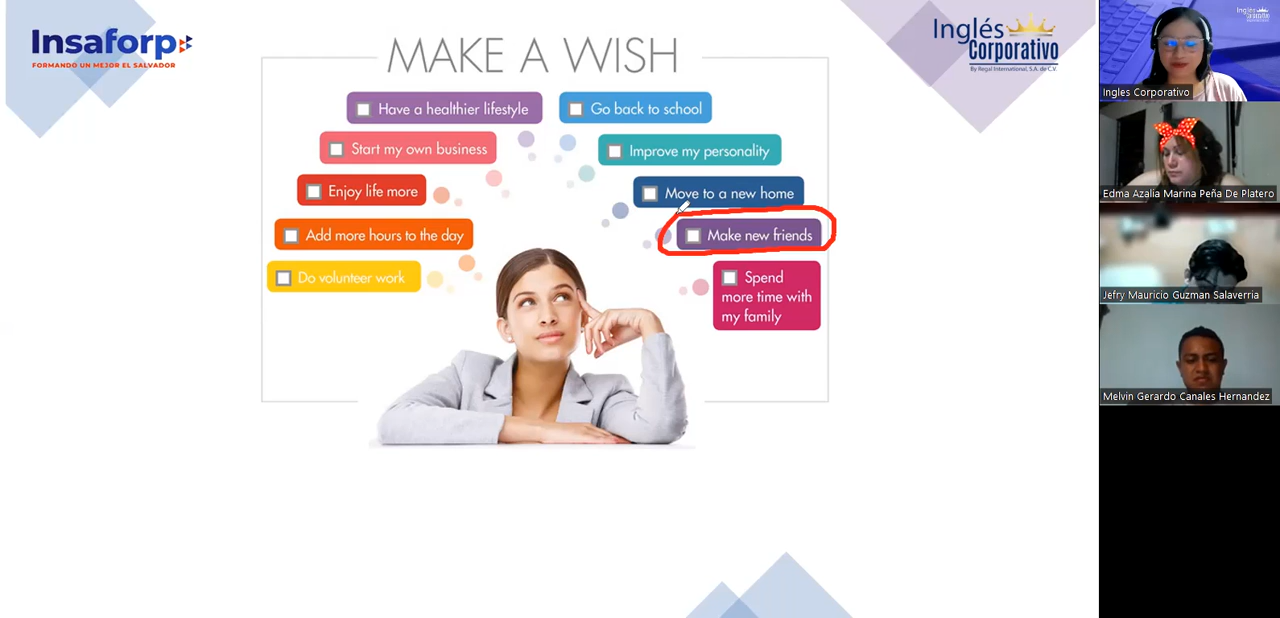 Insaforp
FORMANDO UN MEJOR EL SALVADOR
MAKE A WISH
Inglés
Corporativo
By Regal International, S.A. de C.V.
Have a healthier lifestyle
Start my own business
Enjoy life more
Add more hours to the day
Do volunteer work
Go back to school
Improve my personality
Move to a new home
Make new friends
Spend
more time with
my family
Inglés
Corporativo
Ingles Corporativo
Edma Azalia Marina Peña De Platero
Jefry Mauricio Guzman Salaverria
Melvin Gerardo Canales Hernandez